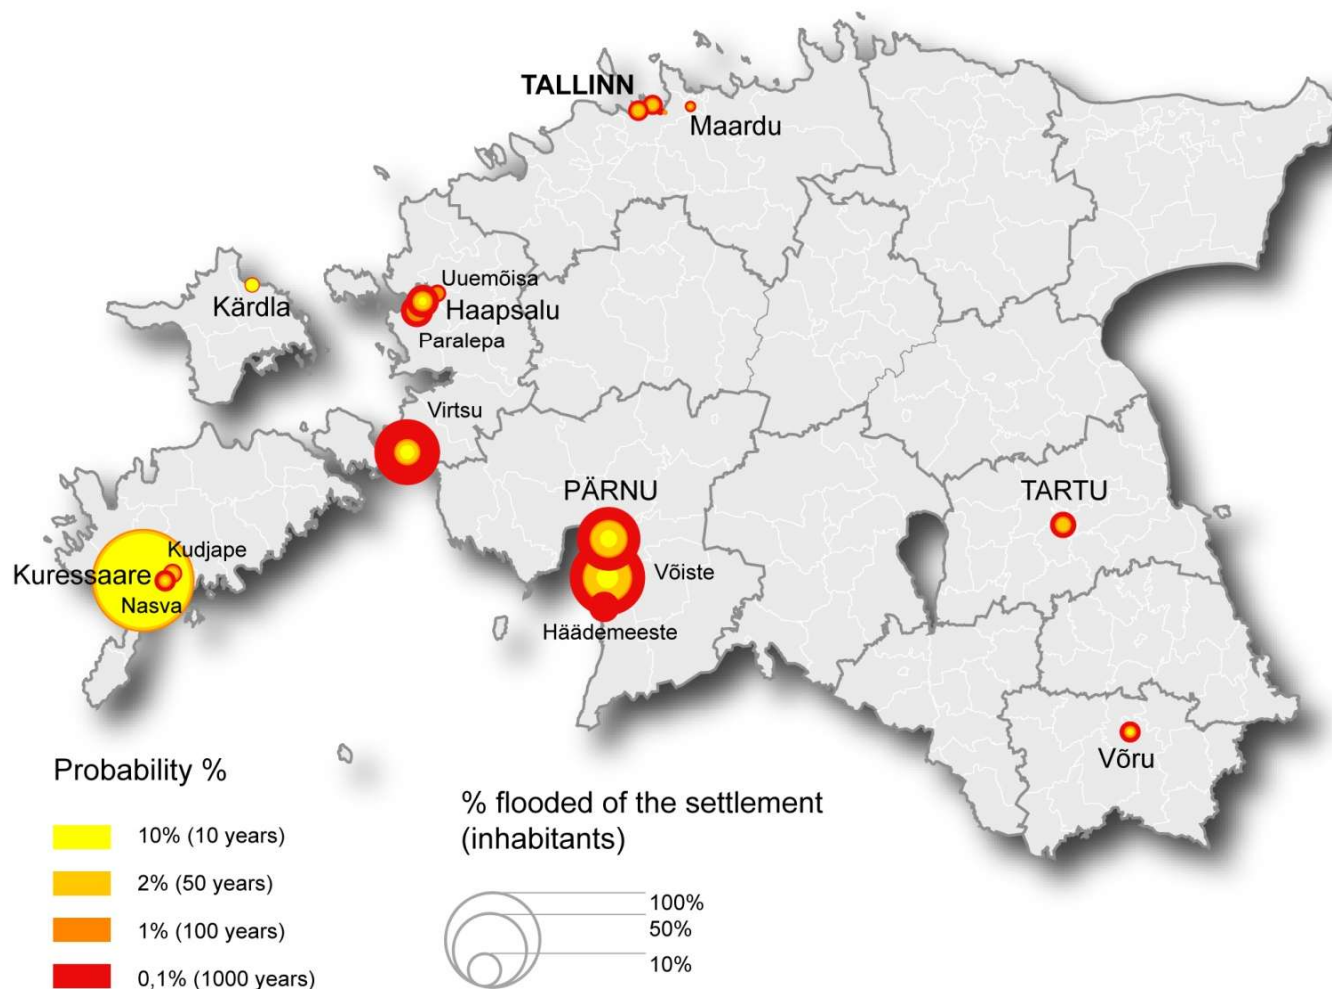 TALLINN
Maardu
Uuemõisa
Kärdla
Haapsalu
Paralepa
Virtsu
PÄRNU
TARTU
Kudjape
Kuressaare
Võiste
Nasva
Häädemeeste
Võru
Probability %
10% (10 years)
2% (50 years)
1% (100 years)
0,1% (1000 years)
% flooded of the settlement
(inhabitants)
100%
50%
10%